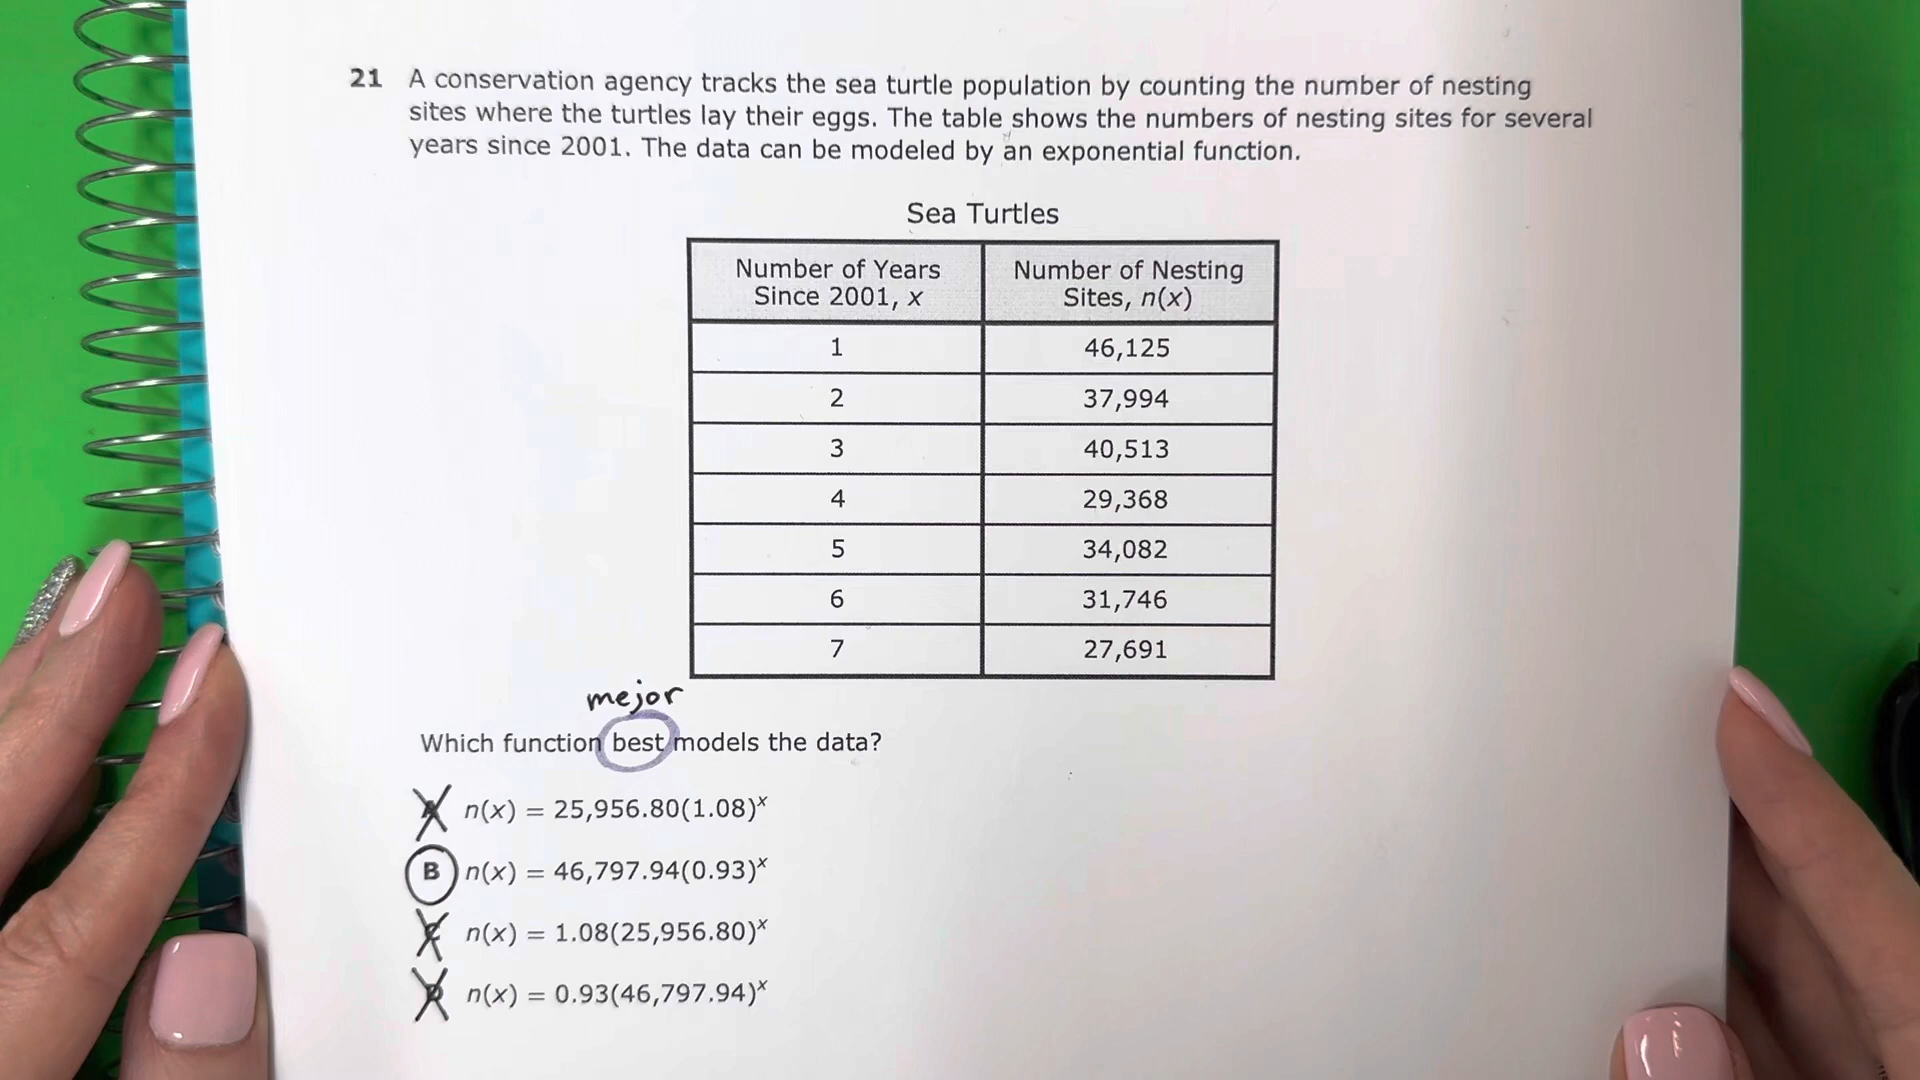 21 A conservation agency tracks the sea turtle population by counting the number of nesting
sites where the turtles lay their eggs. The table shows the numbers of nesting sites for several
years since 2001. The data can be modeled by an exponential function.
Sea Turtles
Number of Years Since 2001, x | Number of Nesting Sites, n(x)
1 | 46,125
2 | 37,994
3 | 40,513
4 | 29,368
5 | 34,082
6 | 31,746
7 | 27,691
mejor
Which function best models the data?
A n(x) = 25,956.80(1.08)ˣ
B n(x) = 46,797.94(0.93)ˣ
C n(x) = 1.08(25,956.80)ˣ
D n(x) = 0.93(46,797.94)ˣ